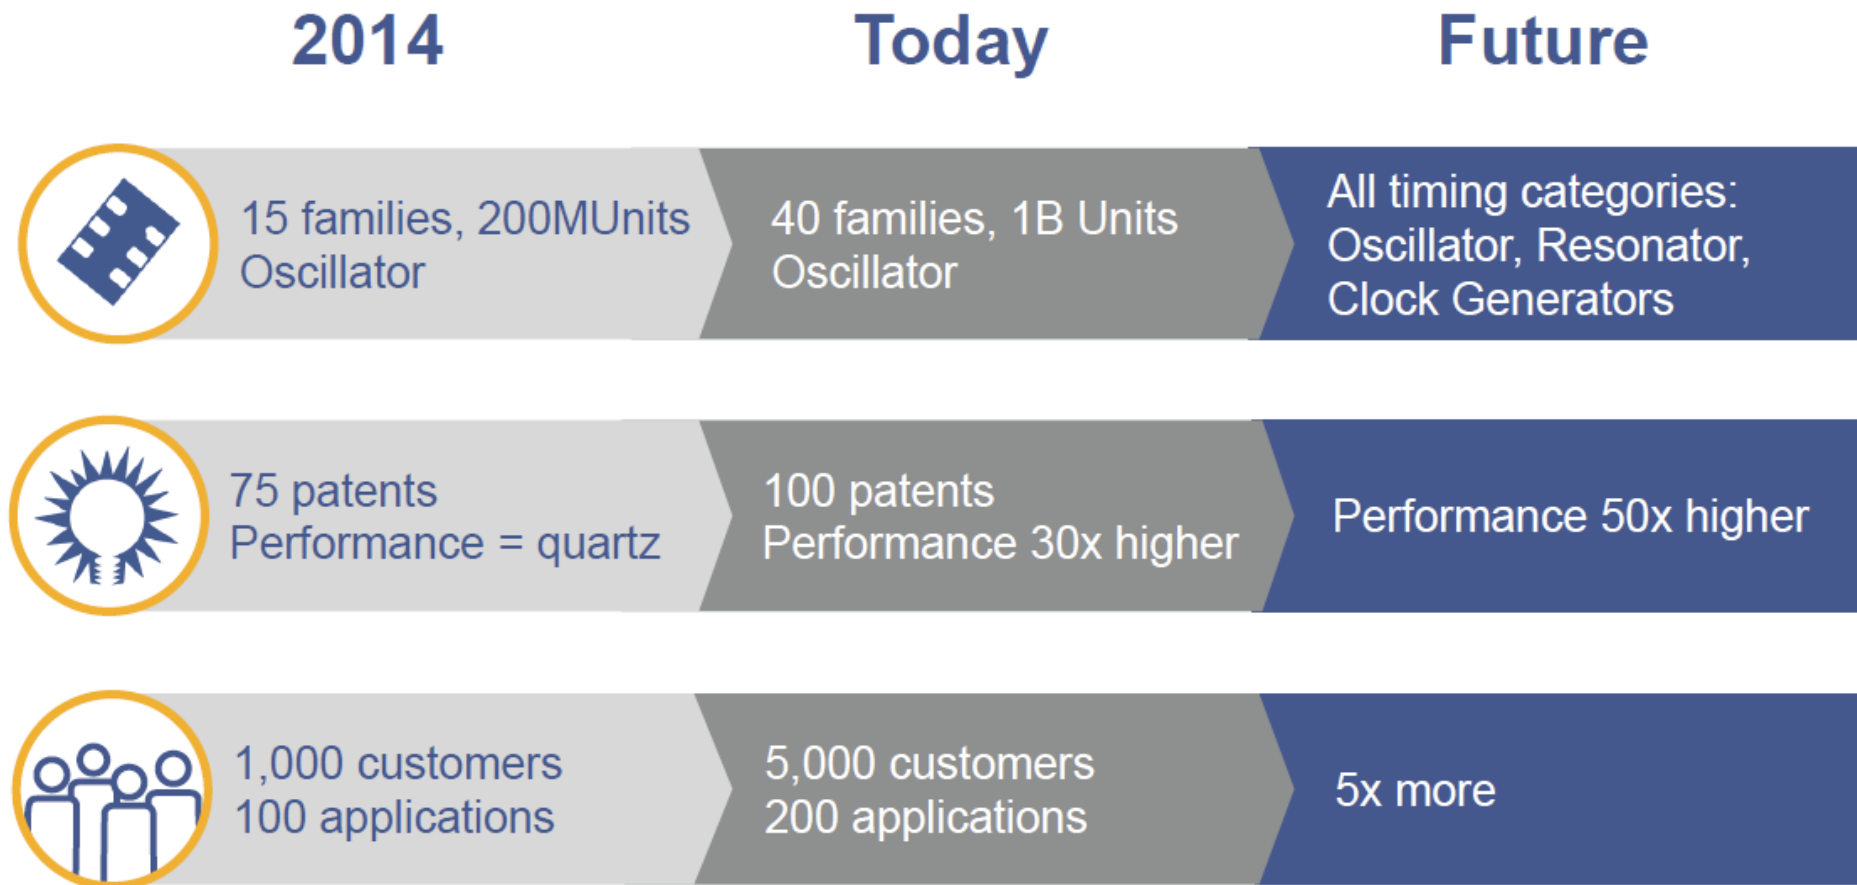 2014
Today
Future
15 families, 200MUnits
Oscillator
40 families, 1B Units
Oscillator
All timing categories:
Oscillator, Resonator,
Clock Generators
75 patents
Performance = quartz
100 patents
Performance 30x higher
Performance 50x higher
1,000 customers
100 applications
5,000 customers
200 applications
5x more